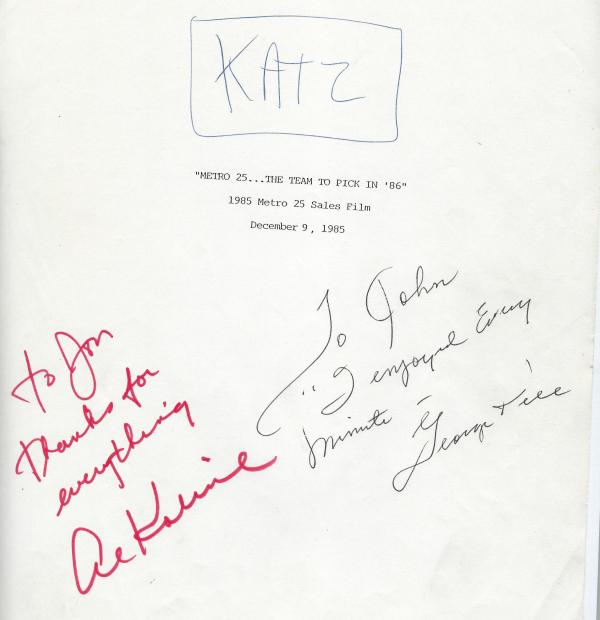 KATZ
"METRO 25...THE TEAM TO PICK IN '86"
1985 Metro 25 Sales Film
December 9, 1985
To John
"I enjoyed Every
Minute"
George Kell
To Jon
Thanks for
everything
Al Kaline